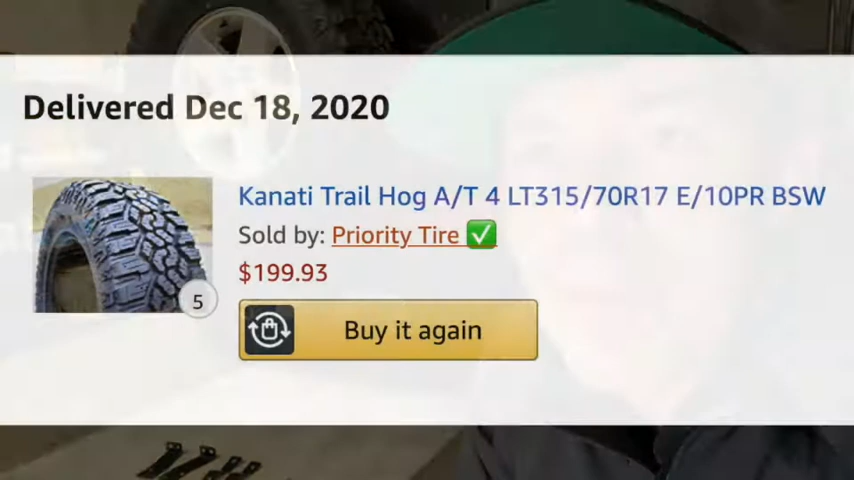 Delivered Dec 18, 2020
Kanati Trail Hog A/T 4 LT315/70R17 E/10PR BSW
Sold by: Priority Tire ✅
$199.93
5
Buy it again